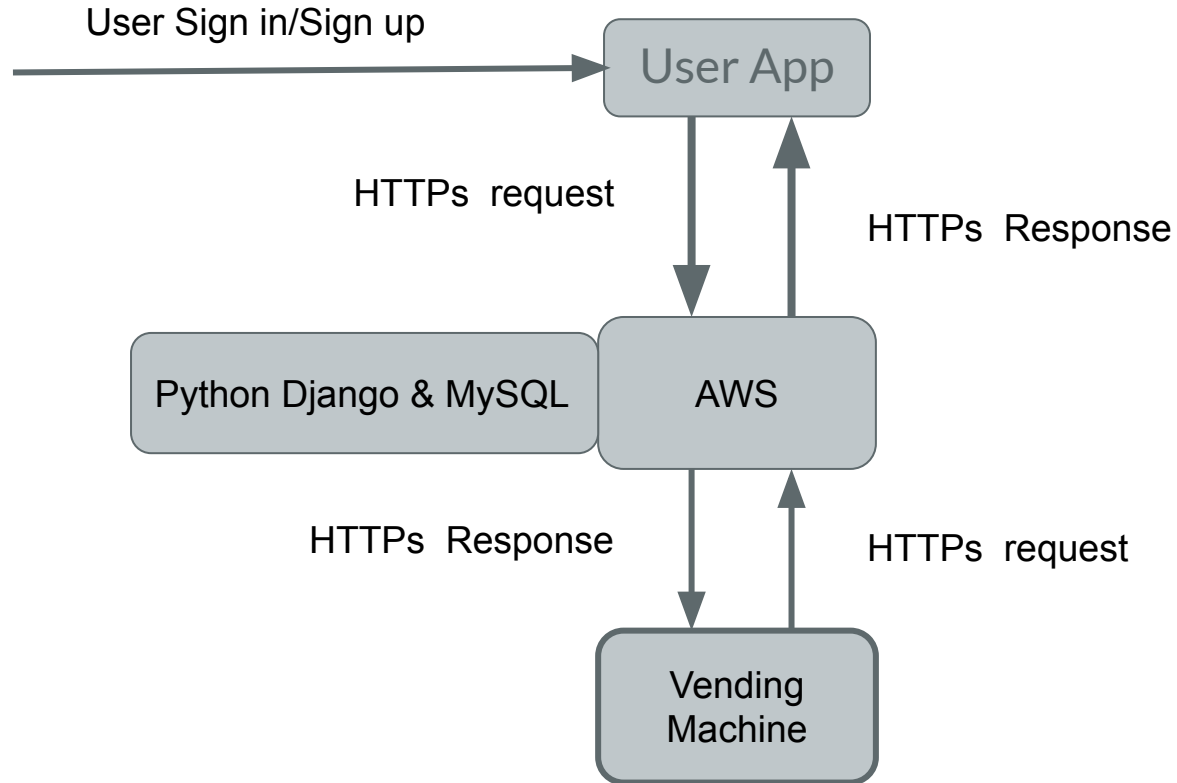 User Sign in/Sign up
User App
HTTPs request
HTTPs Response
Python Django & MySQL
AWS
HTTPs Response
HTTPs request
Vending
Machine